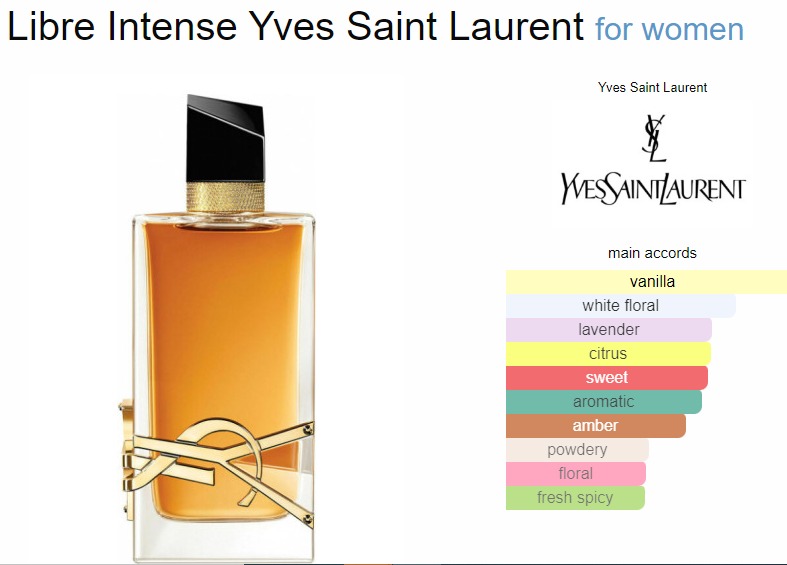 Libre Intense Yves Saint Laurent for women
Yves Saint Laurent
YSL
YVESSAINTLAURENT
main accords
vanilla
white floral
lavender
citrus
sweet
aromatic
amber
powdery
floral
fresh spicy